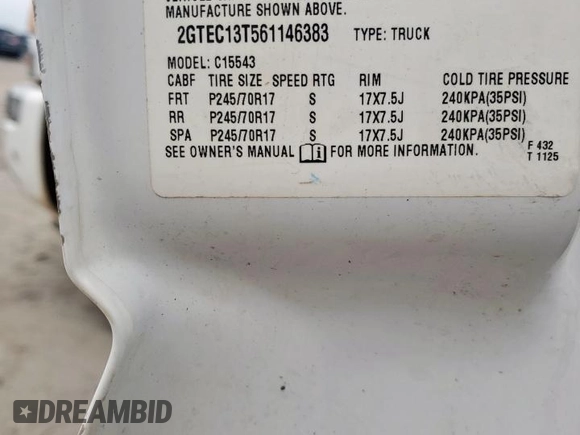 MANUFACTURE SHOWN ABOVE.
2GTEC13T561146383 TYPE: TRUCK
MODEL: C15543
CABF TIRE SIZE SPEED RTG RIM COLD TIRE PRESSURE
FRT P245/70R17 S 17X7.5J 240KPA(35PSI)
RR P245/70R17 S 17X7.5J 240KPA(35PSI)
SPA P245/70R17 S 17X7.5J 240KPA(35PSI)
SEE OWNER'S MANUAL FOR MORE INFORMATION.
F 432
T 1125
DREAMBID